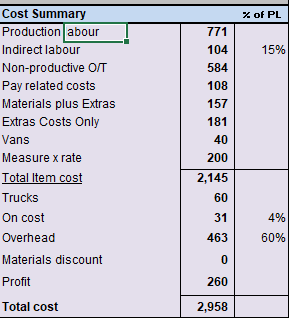 Cost Summary % of PL
Production labour 771
Indirect labour 104 15%
Non-productive O/T 584
Pay related costs 108
Materials plus Extras 157
Extras Costs Only 181
Vans 40
Measure x rate 200
Total Item cost 2,145
Trucks 60
On cost 31 4%
Overhead 463 60%
Materials discount 0
Profit 260
Total cost 2,958